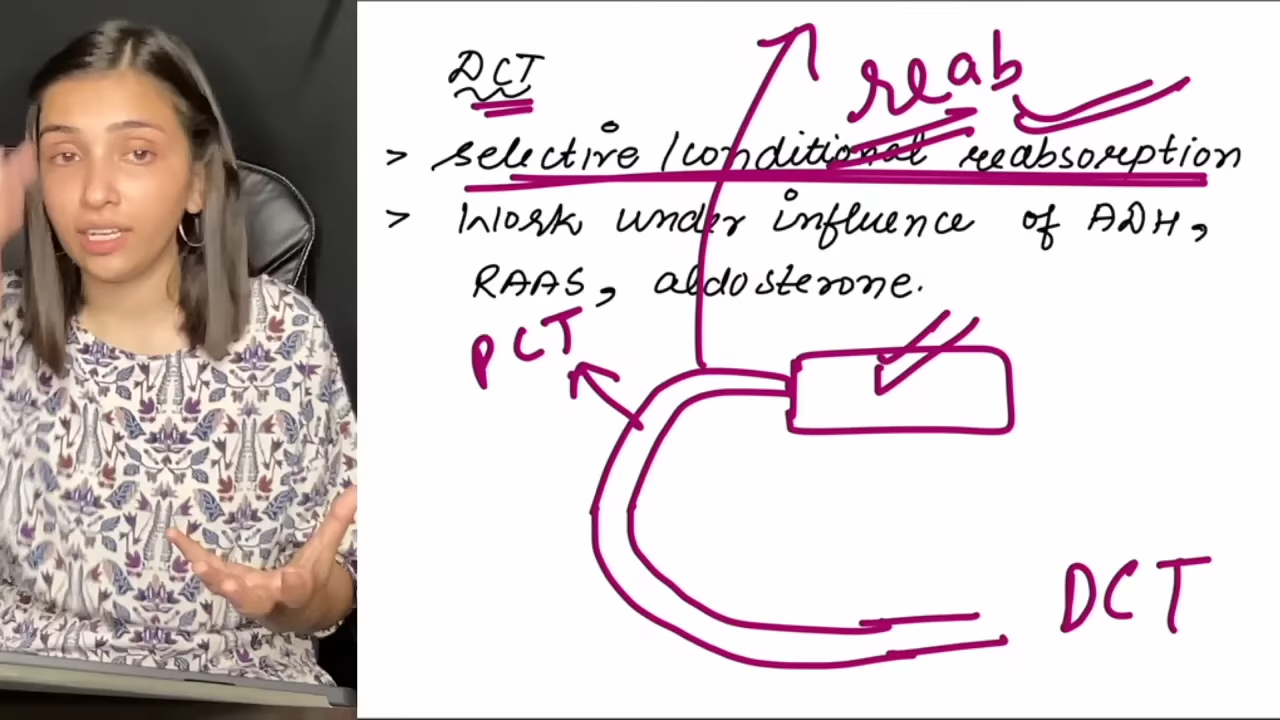 DCT
reab
> selective / conditional reabsorption
> Work under influence of ADH,
RAAS, aldosterone.
PCT
DCT